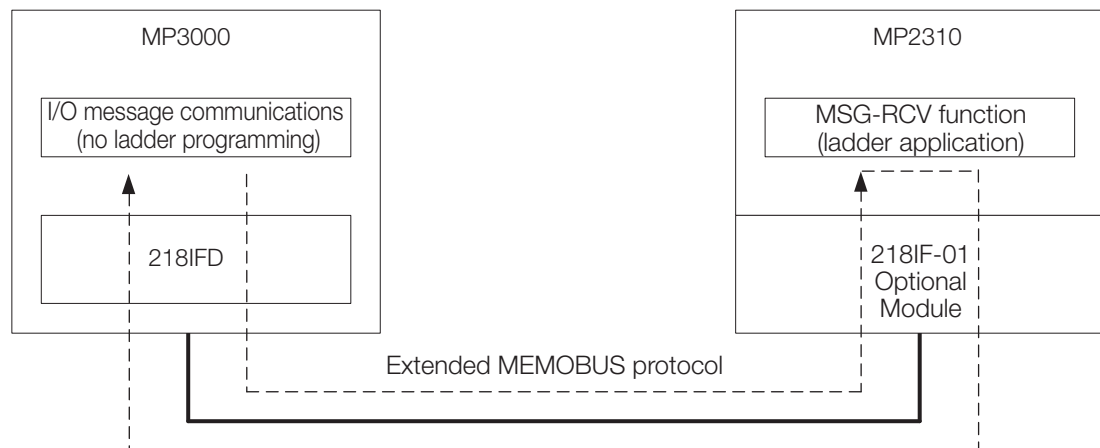 MP3000
MP2310
I/O message communications
(no ladder programming)
MSG-RCV function
(ladder application)
218IFD
218IF-01
Optional
Module
Extended MEMOBUS protocol